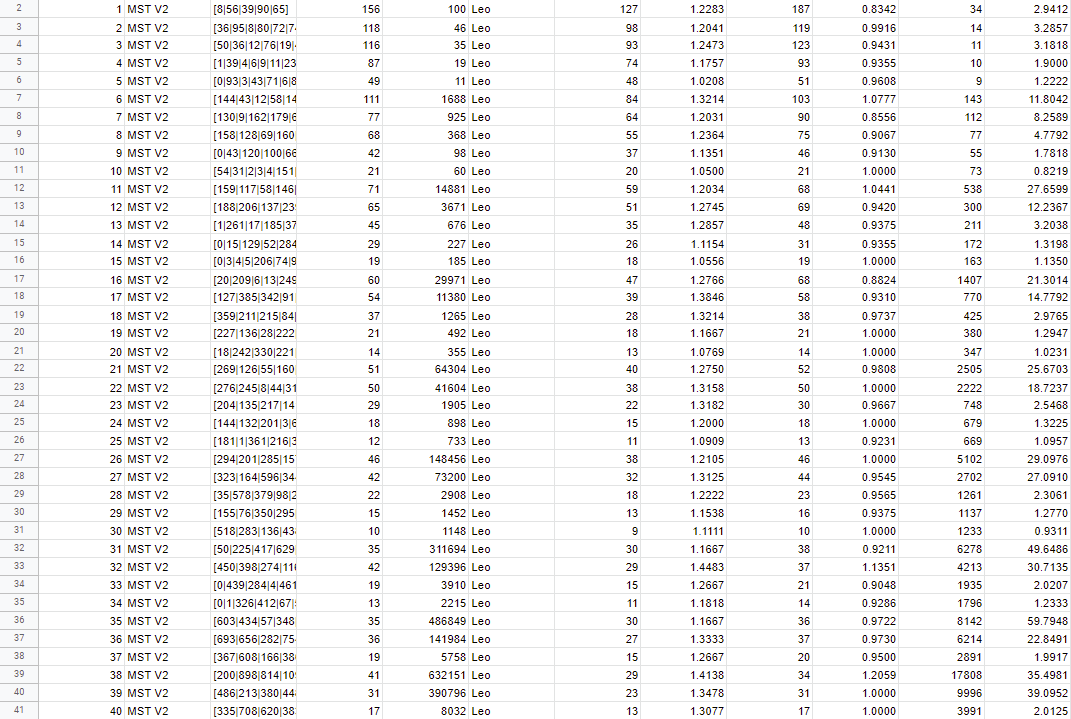 2 1 MST V2 [8|56|39|90|65] 156 100 Leo 127 1.2283 187 0.8342 34 2.9412
3 2 MST V2 [36|95|8|80|72|7 118 46 Leo 98 1.2041 119 0.9916 14 3.2857
4 3 MST V2 [50|36|12|76|19| 116 35 Leo 93 1.2473 123 0.9431 11 3.1818
5 4 MST V2 [1|39|4|6|9|11|23 87 19 Leo 74 1.1757 93 0.9355 10 1.9000
6 5 MST V2 [0|93|3|43|71|6|8 49 11 Leo 48 1.0208 51 0.9608 9 1.2222
7 6 MST V2 [144|43|12|58|14 111 1688 Leo 84 1.3214 103 1.0777 143 11.8042
8 7 MST V2 [130|9|162|179|6 77 925 Leo 64 1.2031 90 0.8556 112 8.2589
9 8 MST V2 [158|128|69|160 68 368 Leo 55 1.2364 75 0.9067 77 4.7792
10 9 MST V2 [0|43|120|100|66 42 98 Leo 37 1.1351 46 0.9130 55 1.7818
11 10 MST V2 [54|31|2|3|4|151| 21 60 Leo 20 1.0500 21 1.0000 73 0.8219
12 11 MST V2 [159|117|58|146| 71 14881 Leo 59 1.2034 68 1.0441 538 27.6599
13 12 MST V2 [188|206|137|23 65 3671 Leo 51 1.2745 69 0.9420 300 12.2367
14 13 MST V2 [1|261|17|185|37 45 676 Leo 35 1.2857 48 0.9375 211 3.2038
15 14 MST V2 [0|15|129|52|284 29 227 Leo 26 1.1154 31 0.9355 172 1.3198
16 15 MST V2 [0|3|4|5|206|74|9 19 185 Leo 18 1.0556 19 1.0000 163 1.1350
17 16 MST V2 [20|209|6|13|249 60 29971 Leo 47 1.2766 68 0.8824 1407 21.3014
18 17 MST V2 [127|385|342|91| 54 11380 Leo 39 1.3846 58 0.9310 770 14.7792
19 18 MST V2 [359|211|215|84| 37 1265 Leo 28 1.3214 38 0.9737 425 2.9765
20 19 MST V2 [227|136|28|222 21 492 Leo 18 1.1667 21 1.0000 380 1.2947
21 20 MST V2 [18|242|330|221 14 355 Leo 13 1.0769 14 1.0000 347 1.0231
22 21 MST V2 [269|126|55|160 51 64304 Leo 40 1.2750 52 0.9808 2505 25.6703
23 22 MST V2 [276|245|8|44|31 50 41604 Leo 38 1.3158 50 1.0000 2222 18.7237
24 23 MST V2 [204|135|217|14 29 1905 Leo 22 1.3182 30 0.9667 748 2.5468
25 24 MST V2 [144|132|201|3|6 18 898 Leo 15 1.2000 18 1.0000 679 1.3225
26 25 MST V2 [181|1|361|216|3 12 733 Leo 11 1.0909 13 0.9231 669 1.0957
27 26 MST V2 [294|201|285|15 46 148456 Leo 38 1.2105 46 1.0000 5102 29.0976
28 27 MST V2 [323|164|596|34 42 73200 Leo 32 1.3125 44 0.9545 2702 27.0910
29 28 MST V2 [35|578|379|98|2 22 2908 Leo 18 1.2222 23 0.9565 1261 2.3061
30 29 MST V2 [155|76|350|295 15 1452 Leo 13 1.1538 16 0.9375 1137 1.2770
31 30 MST V2 [518|283|136|43 10 1148 Leo 9 1.1111 10 1.0000 1233 0.9311
32 31 MST V2 [50|225|417|629 35 311694 Leo 30 1.1667 38 0.9211 6278 49.6486
33 32 MST V2 [450|398|274|11 42 129396 Leo 29 1.4483 37 1.1351 4213 30.7135
34 33 MST V2 [0|439|284|4|461 19 3910 Leo 15 1.2667 21 0.9048 1935 2.0207
35 34 MST V2 [0|1|326|412|67| 13 2215 Leo 11 1.1818 14 0.9286 1796 1.2333
36 35 MST V2 [603|434|57|348 35 486849 Leo 30 1.1667 36 0.9722 8142 59.7948
37 36 MST V2 [693|656|282|75 36 141984 Leo 27 1.3333 37 0.9730 6214 22.8491
38 37 MST V2 [367|608|166|38 19 5758 Leo 15 1.2667 20 0.9500 2891 1.9917
39 38 MST V2 [200|898|814|10 41 632151 Leo 29 1.4138 34 1.2059 17808 35.4981
40 39 MST V2 [486|213|380|44 31 390796 Leo 23 1.3478 31 1.0000 9996 39.0952
41 40 MST V2 [335|708|620|38 17 8032 Leo 13 1.3077 17 1.0000 3991 2.0125